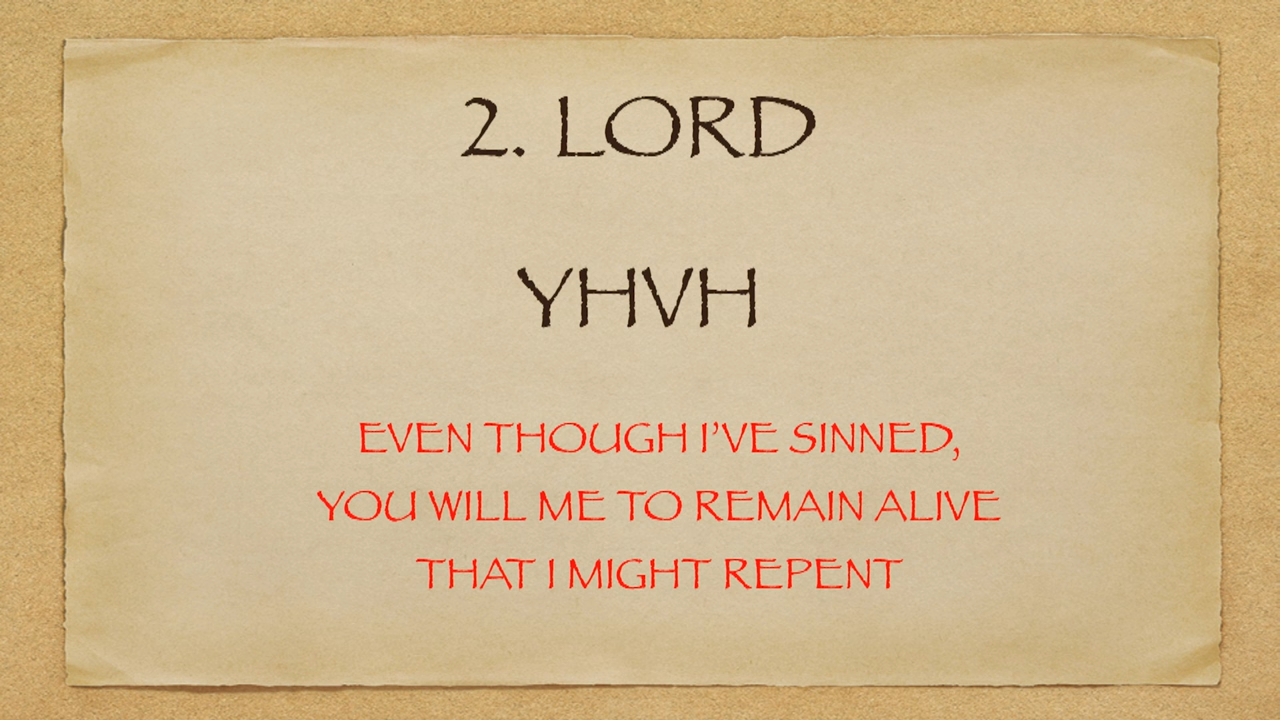 2. LORD
YHVH
EVEN THOUGH I'VE SINNED,
YOU WILL ME TO REMAIN ALIVE
THAT I MIGHT REPENT